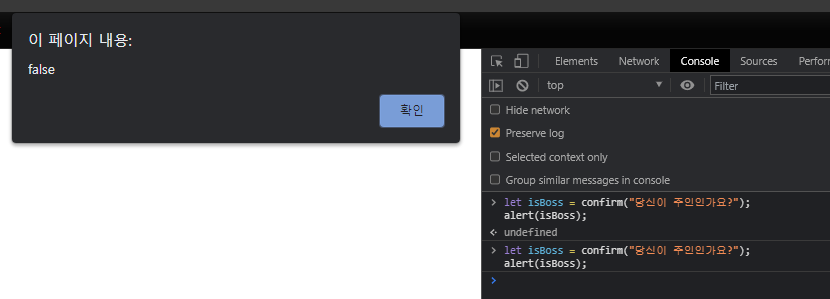 이 페이지 내용:
false
확인
Elements Network Console Sources Perform
top Filter
Hide network
Preserve log
Selected context only
Group similar messages in console
let isBoss = confirm("당신이 주인인가요?");
alert(isBoss);
undefined
let isBoss = confirm("당신이 주인인가요?");
alert(isBoss);